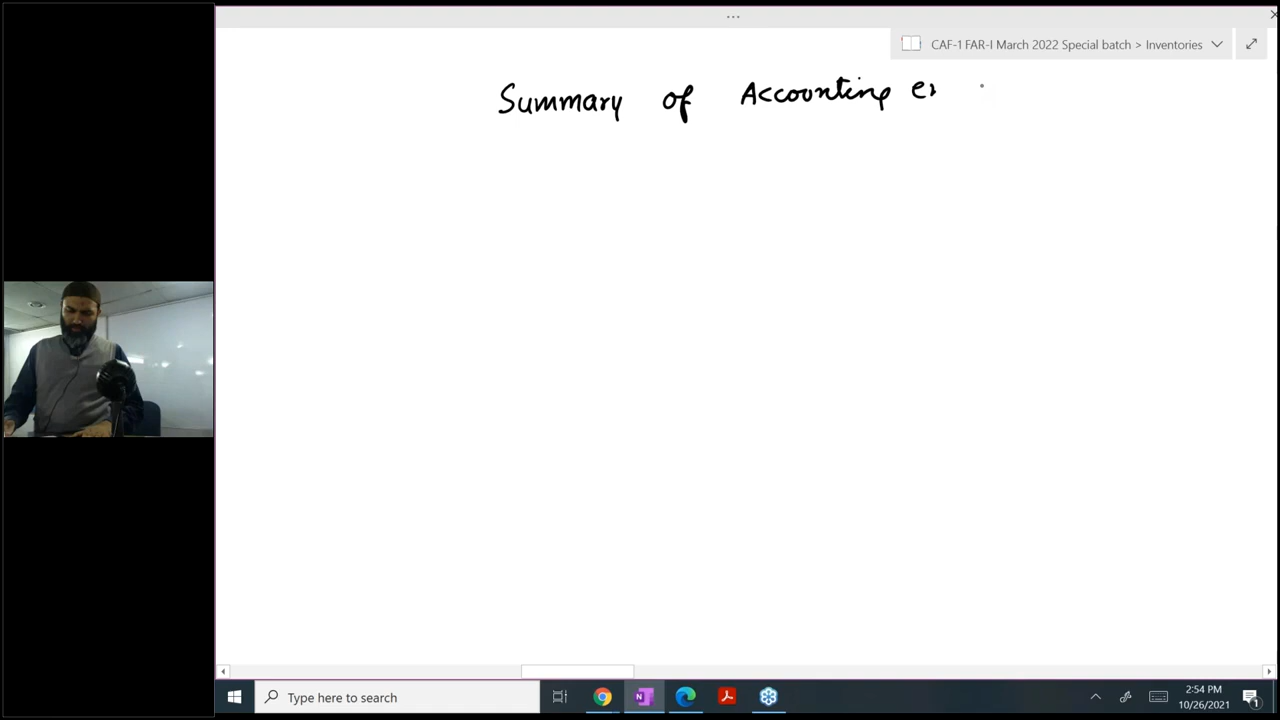 ...
CAF-1 FAR-I March 2022 Special batch > Inventories
Summary of Accounting
Type here to search
2:54 PM
10/26/2021
1